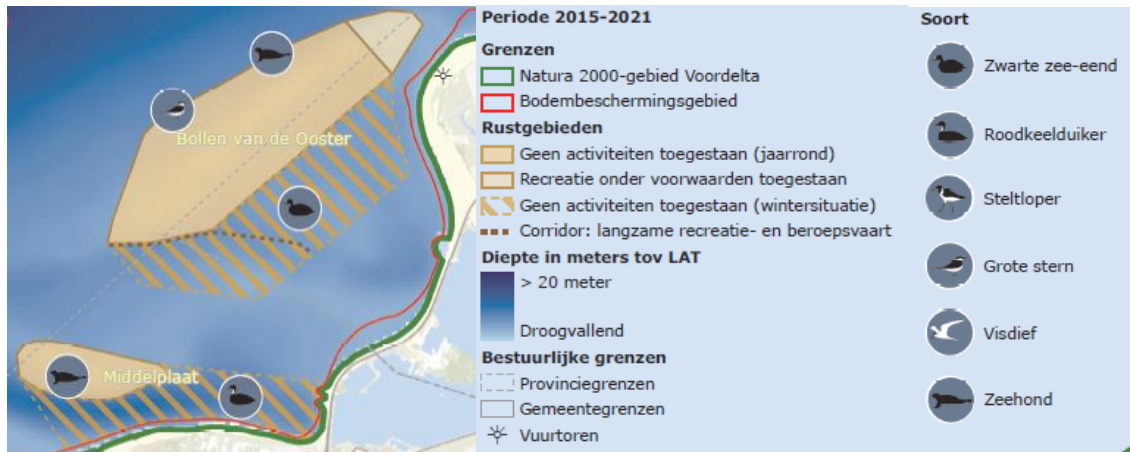 Bollen van de Ooster
Middelplaat
Periode 2015-2021
Grenzen
Natura 2000-gebied Voordelta
Bodembeschermingsgebied
Rustgebieden
Geen activiteiten toegestaan (jaarrond)
Recreatie onder voorwaarden toegestaan
Geen activiteiten toegestaan (wintersituatie)
Corridor: langzame recreatie- en beroepsvaart
Diepte in meters tov LAT
> 20 meter
Droogvallend
Bestuurlijke grenzen
Provinciegrenzen
Gemeentegrenzen
Vuurtoren
Soort
Zwarte zee-eend
Roodkeelduiker
Steltloper
Grote stern
Visdief
Zeehond